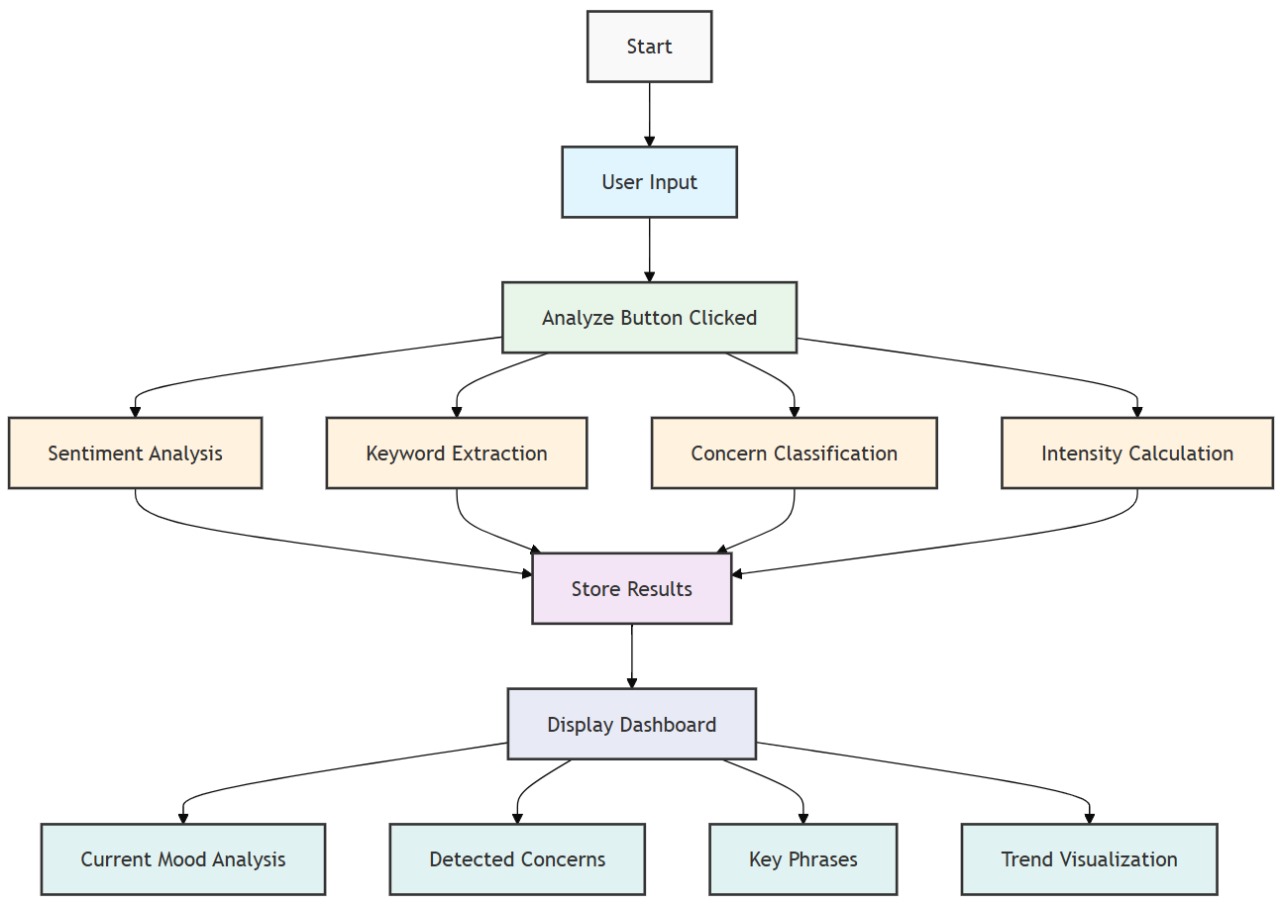 Start
User Input
Analyze Button Clicked
Sentiment Analysis
Keyword Extraction
Concern Classification
Intensity Calculation
Store Results
Display Dashboard
Current Mood Analysis
Detected Concerns
Key Phrases
Trend Visualization